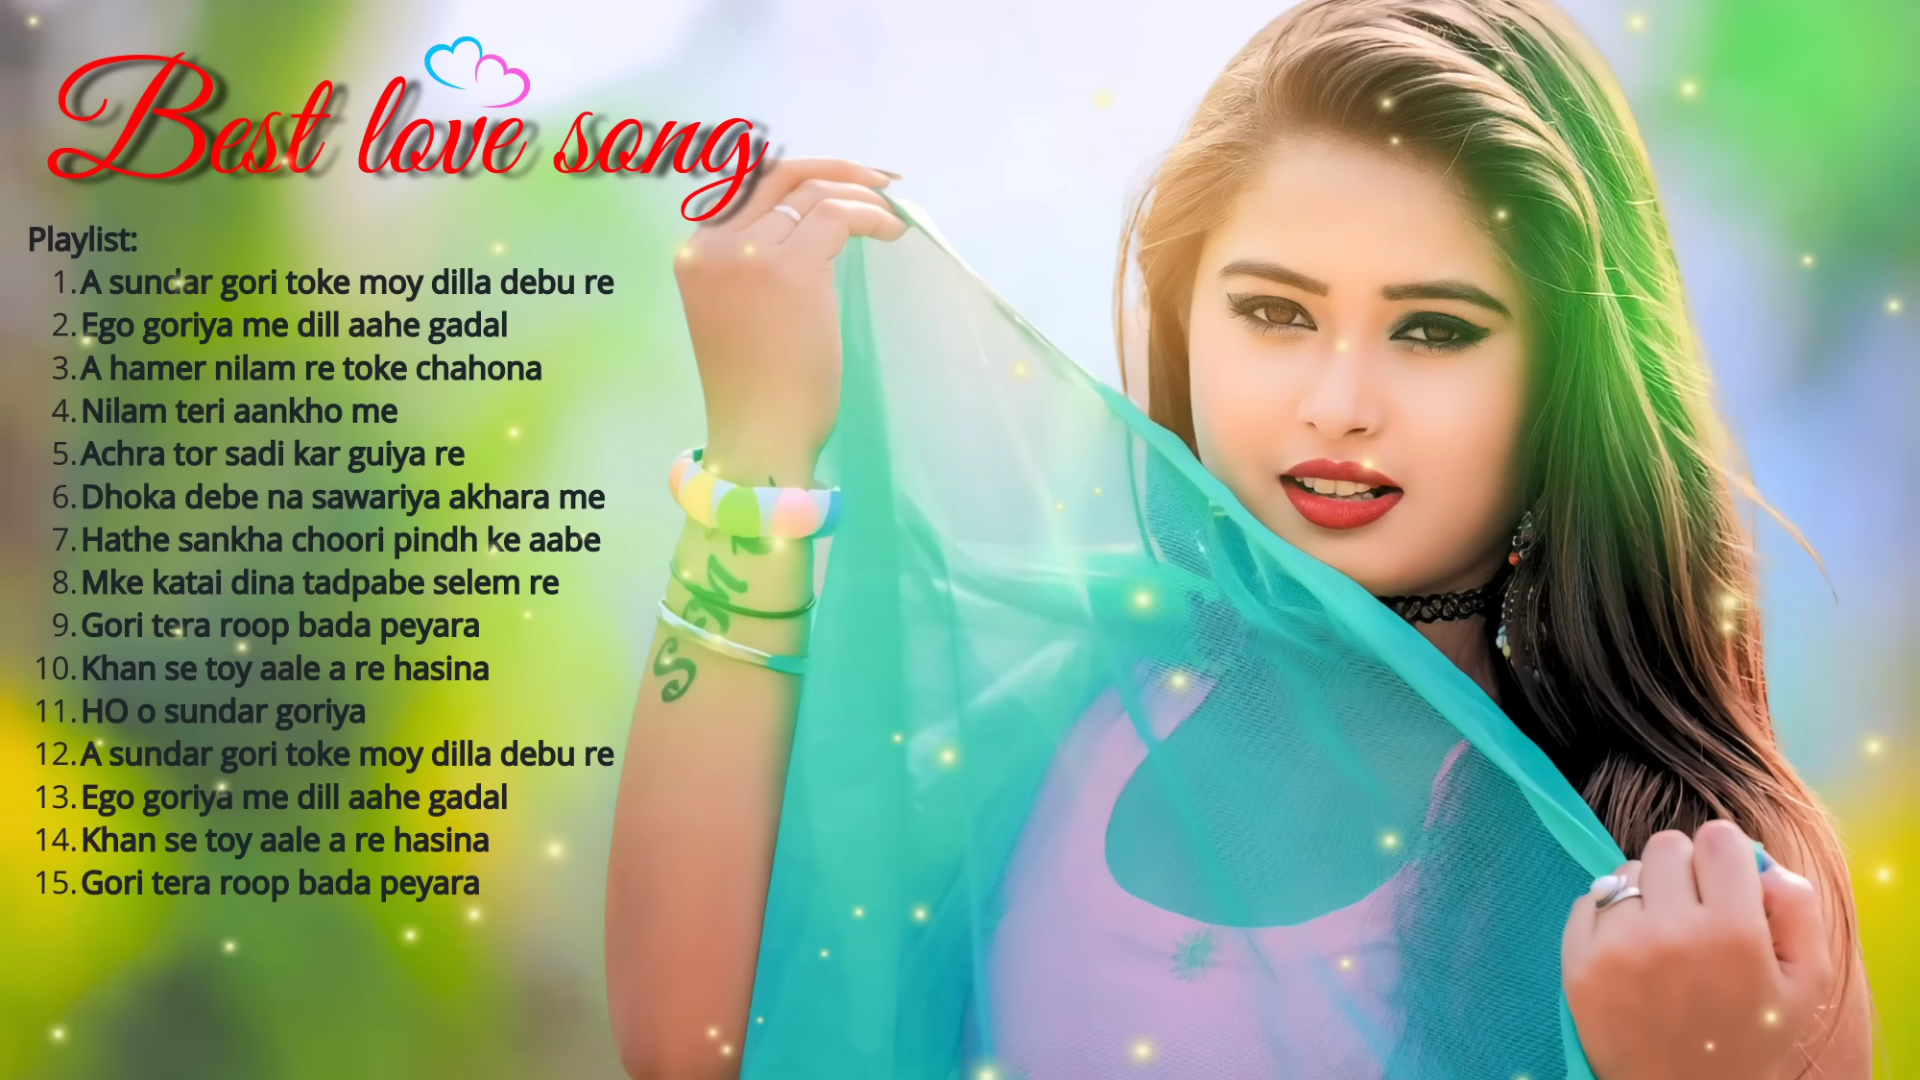 Best love song
Playlist:
1. A sundar gori toke moy dilla debu re
2. Ego goriya me dill aahe gadal
3. A hamer nilam re toke chahona
4. Nilam teri aankho me
5. Achra tor sadi kar guiya re
6. Dhoka debe na sawariya akhara me
7. Hathe sankha choori pindh ke aabe
8. Mke katai dina tadpabe selem re
9. Gori tera roop bada peyara
10. Khan se toy aale a re hasina
11. HO o sundar goriya
12. A sundar gori toke moy dilla debu re
13. Ego goriya me dill aahe gadal
14. Khan se toy aale a re hasina
15. Gori tera roop bada peyara